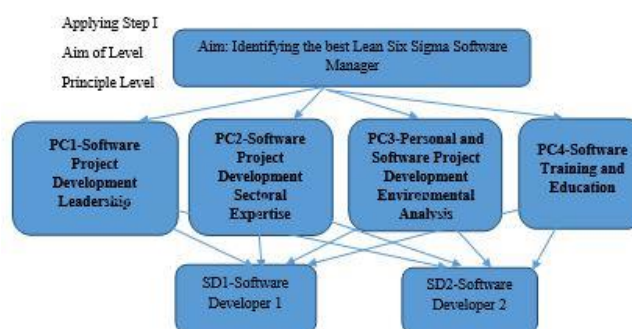 Applying Step I
Aim of Level
Principle Level
Aim: Identifying the best Lean Six Sigma Software
Manager
PC1-Software
Project
Development
Leadership
PC2-Software
Project
Development
Sectoral
Expertise
PC3-Personal and
Software Project
Development
Environmental
Analysis
PC4-Software
Training and
Education
SD1-Software
Developer 1
SD2-Software
Developer 2